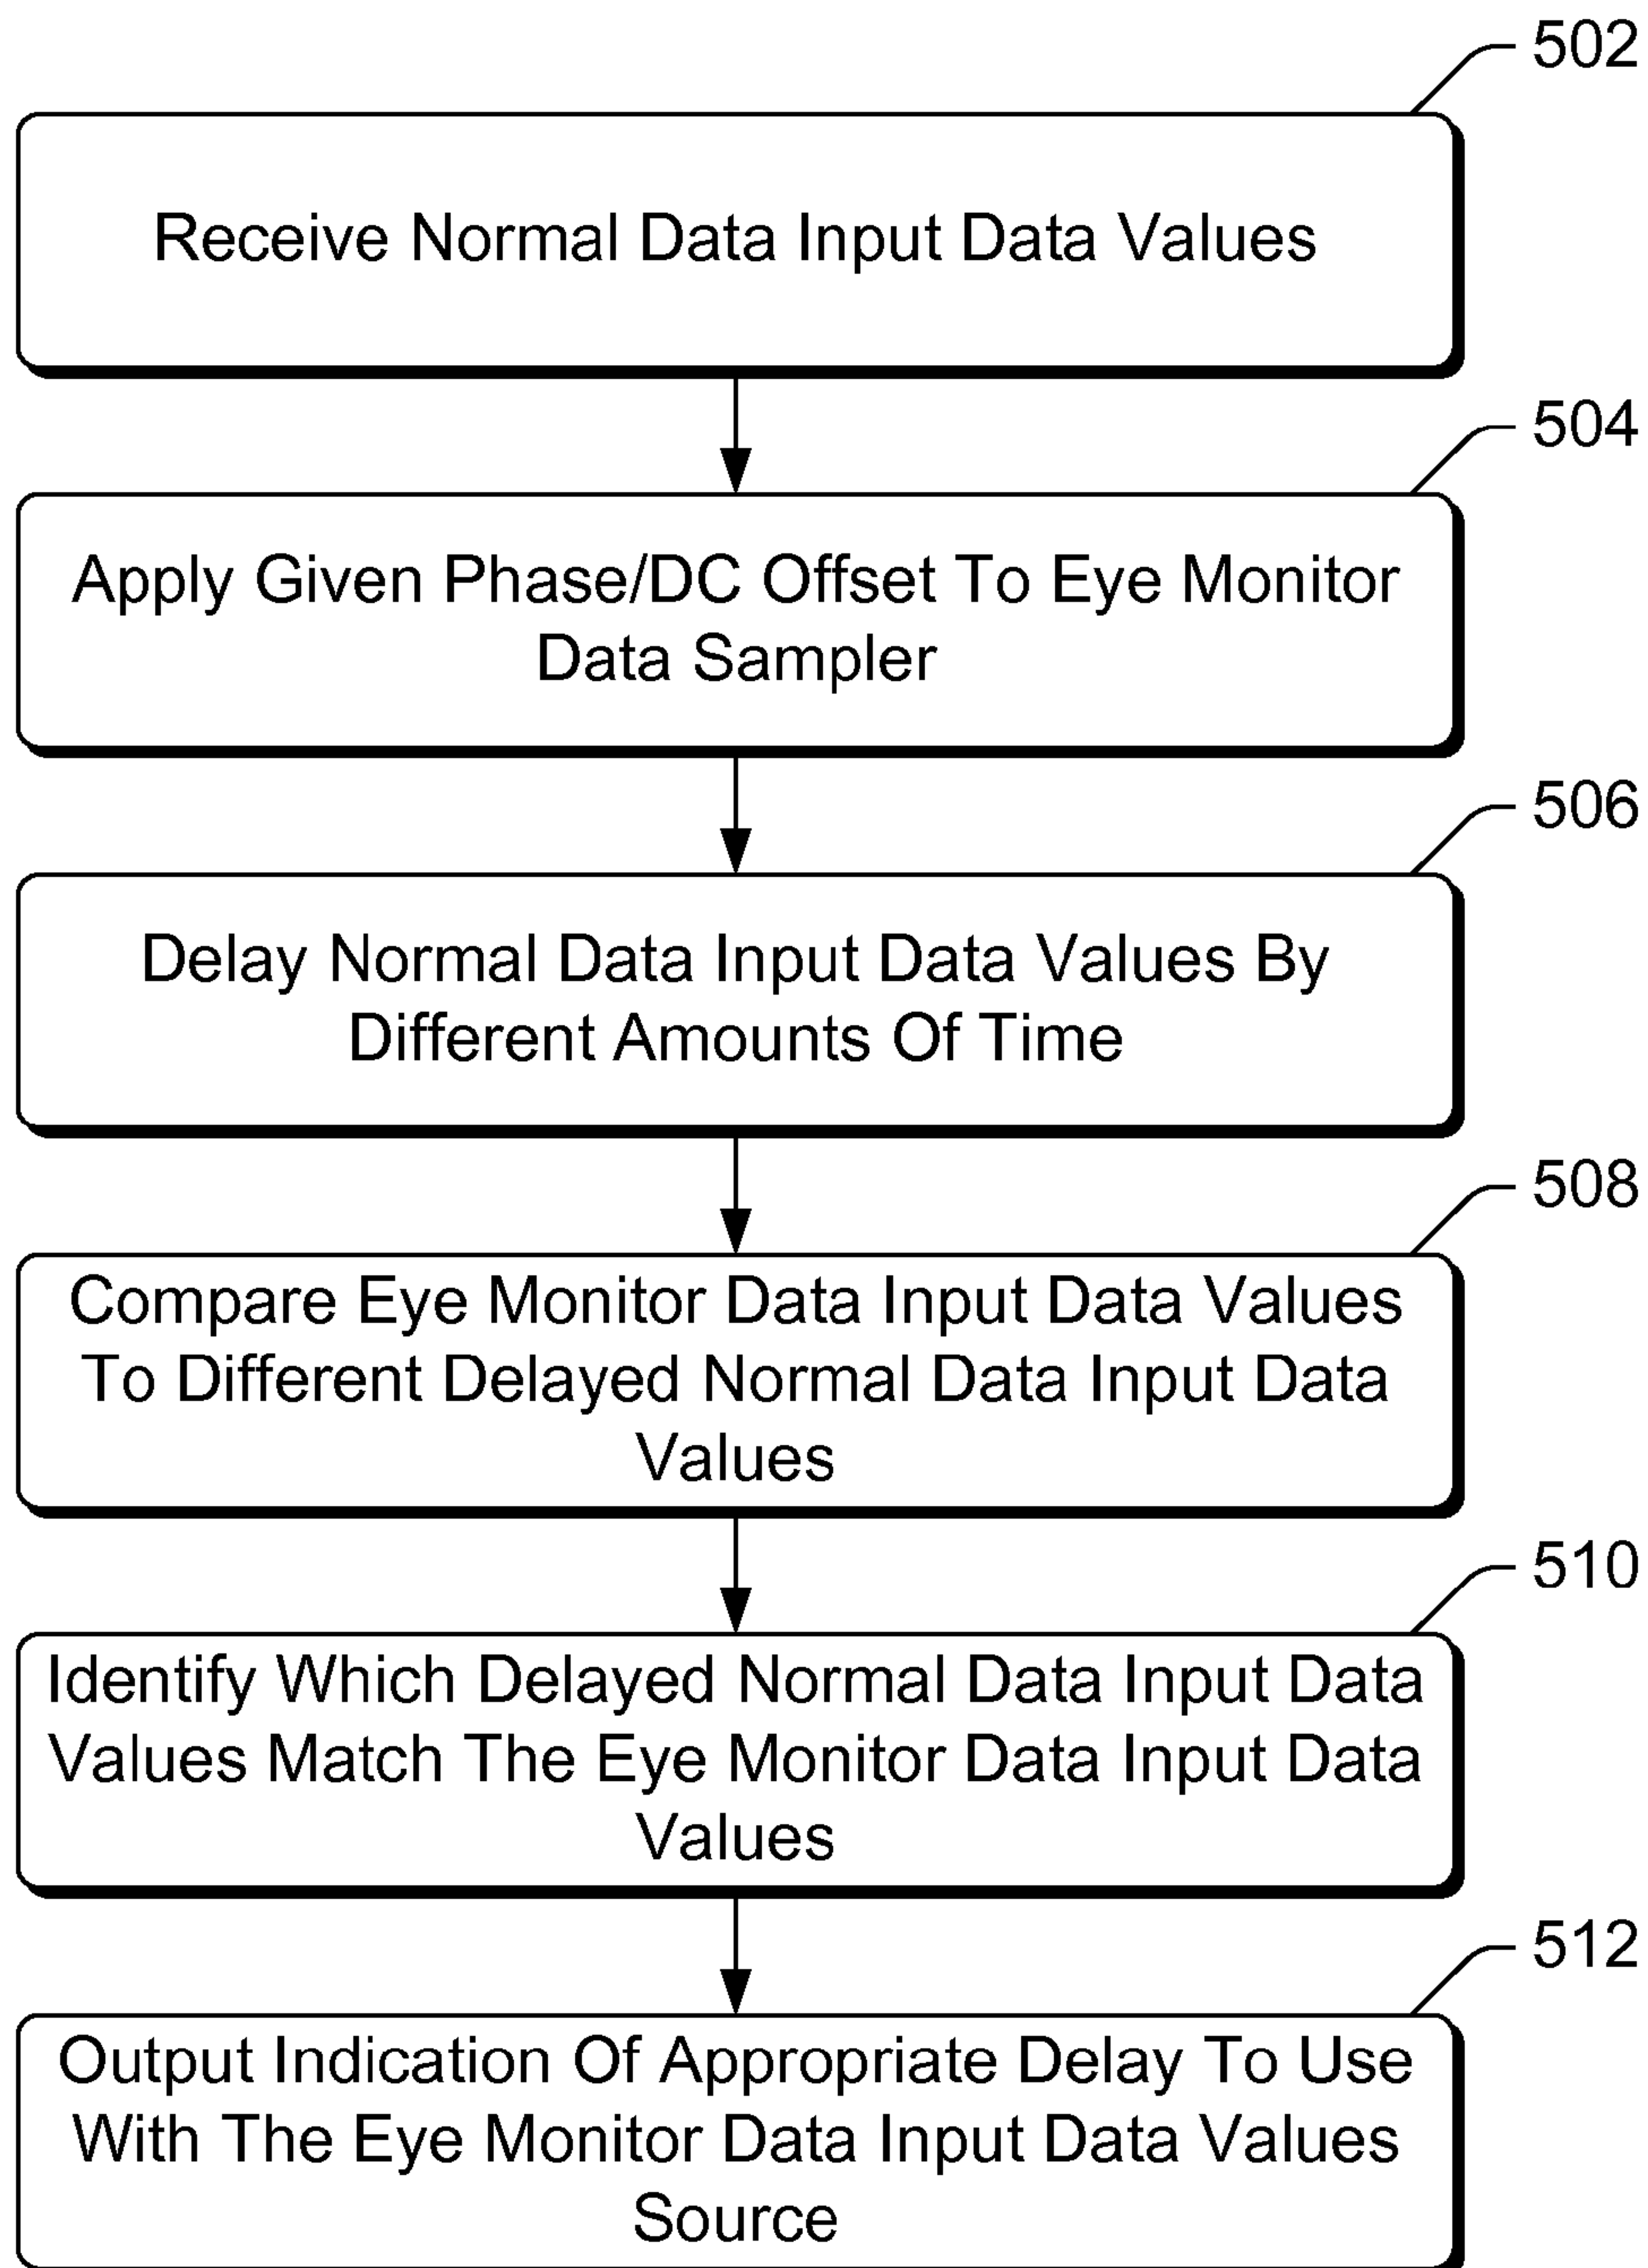 502
Receive Normal Data Input Data Values
504
Apply Given Phase/DC Offset To Eye Monitor
Data Sampler
506
Delay Normal Data Input Data Values By
Different Amounts Of Time
508
Compare Eye Monitor Data Input Data Values
To Different Delayed Normal Data Input Data
Values
510
Identify Which Delayed Normal Data Input Data
Values Match The Eye Monitor Data Input Data
Values
512
Output Indication Of Appropriate Delay To Use
With The Eye Monitor Data Input Data Values
Source